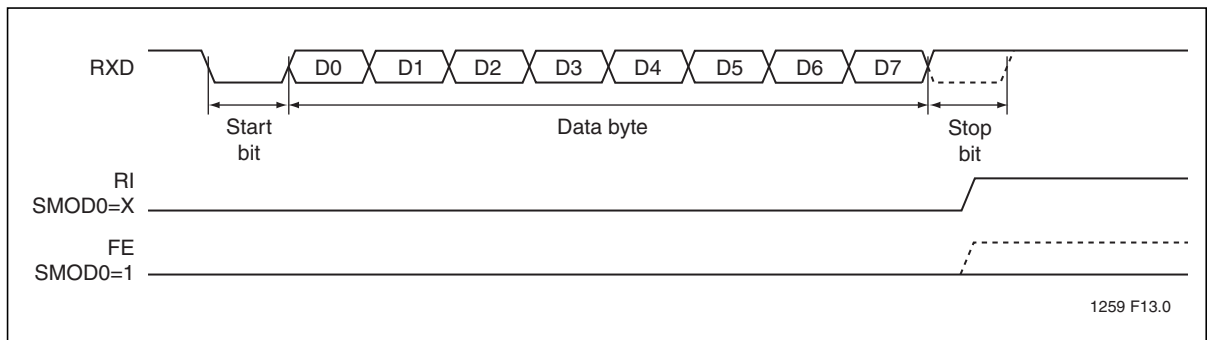 RXD
D0 D1 D2 D3 D4 D5 D6 D7
Start
bit
Data byte
Stop
bit
RI
SMOD0=X
FE
SMOD0=1
1259 F13.0